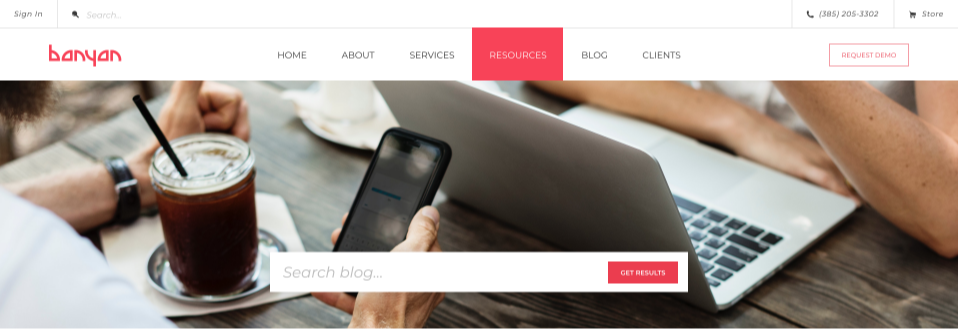 Sign In
Search...
(385) 205-3302
Store
banyan
HOME
ABOUT
SERVICES
RESOURCES
BLOG
CLIENTS
REQUEST DEMO
Search blog...
GET RESULTS